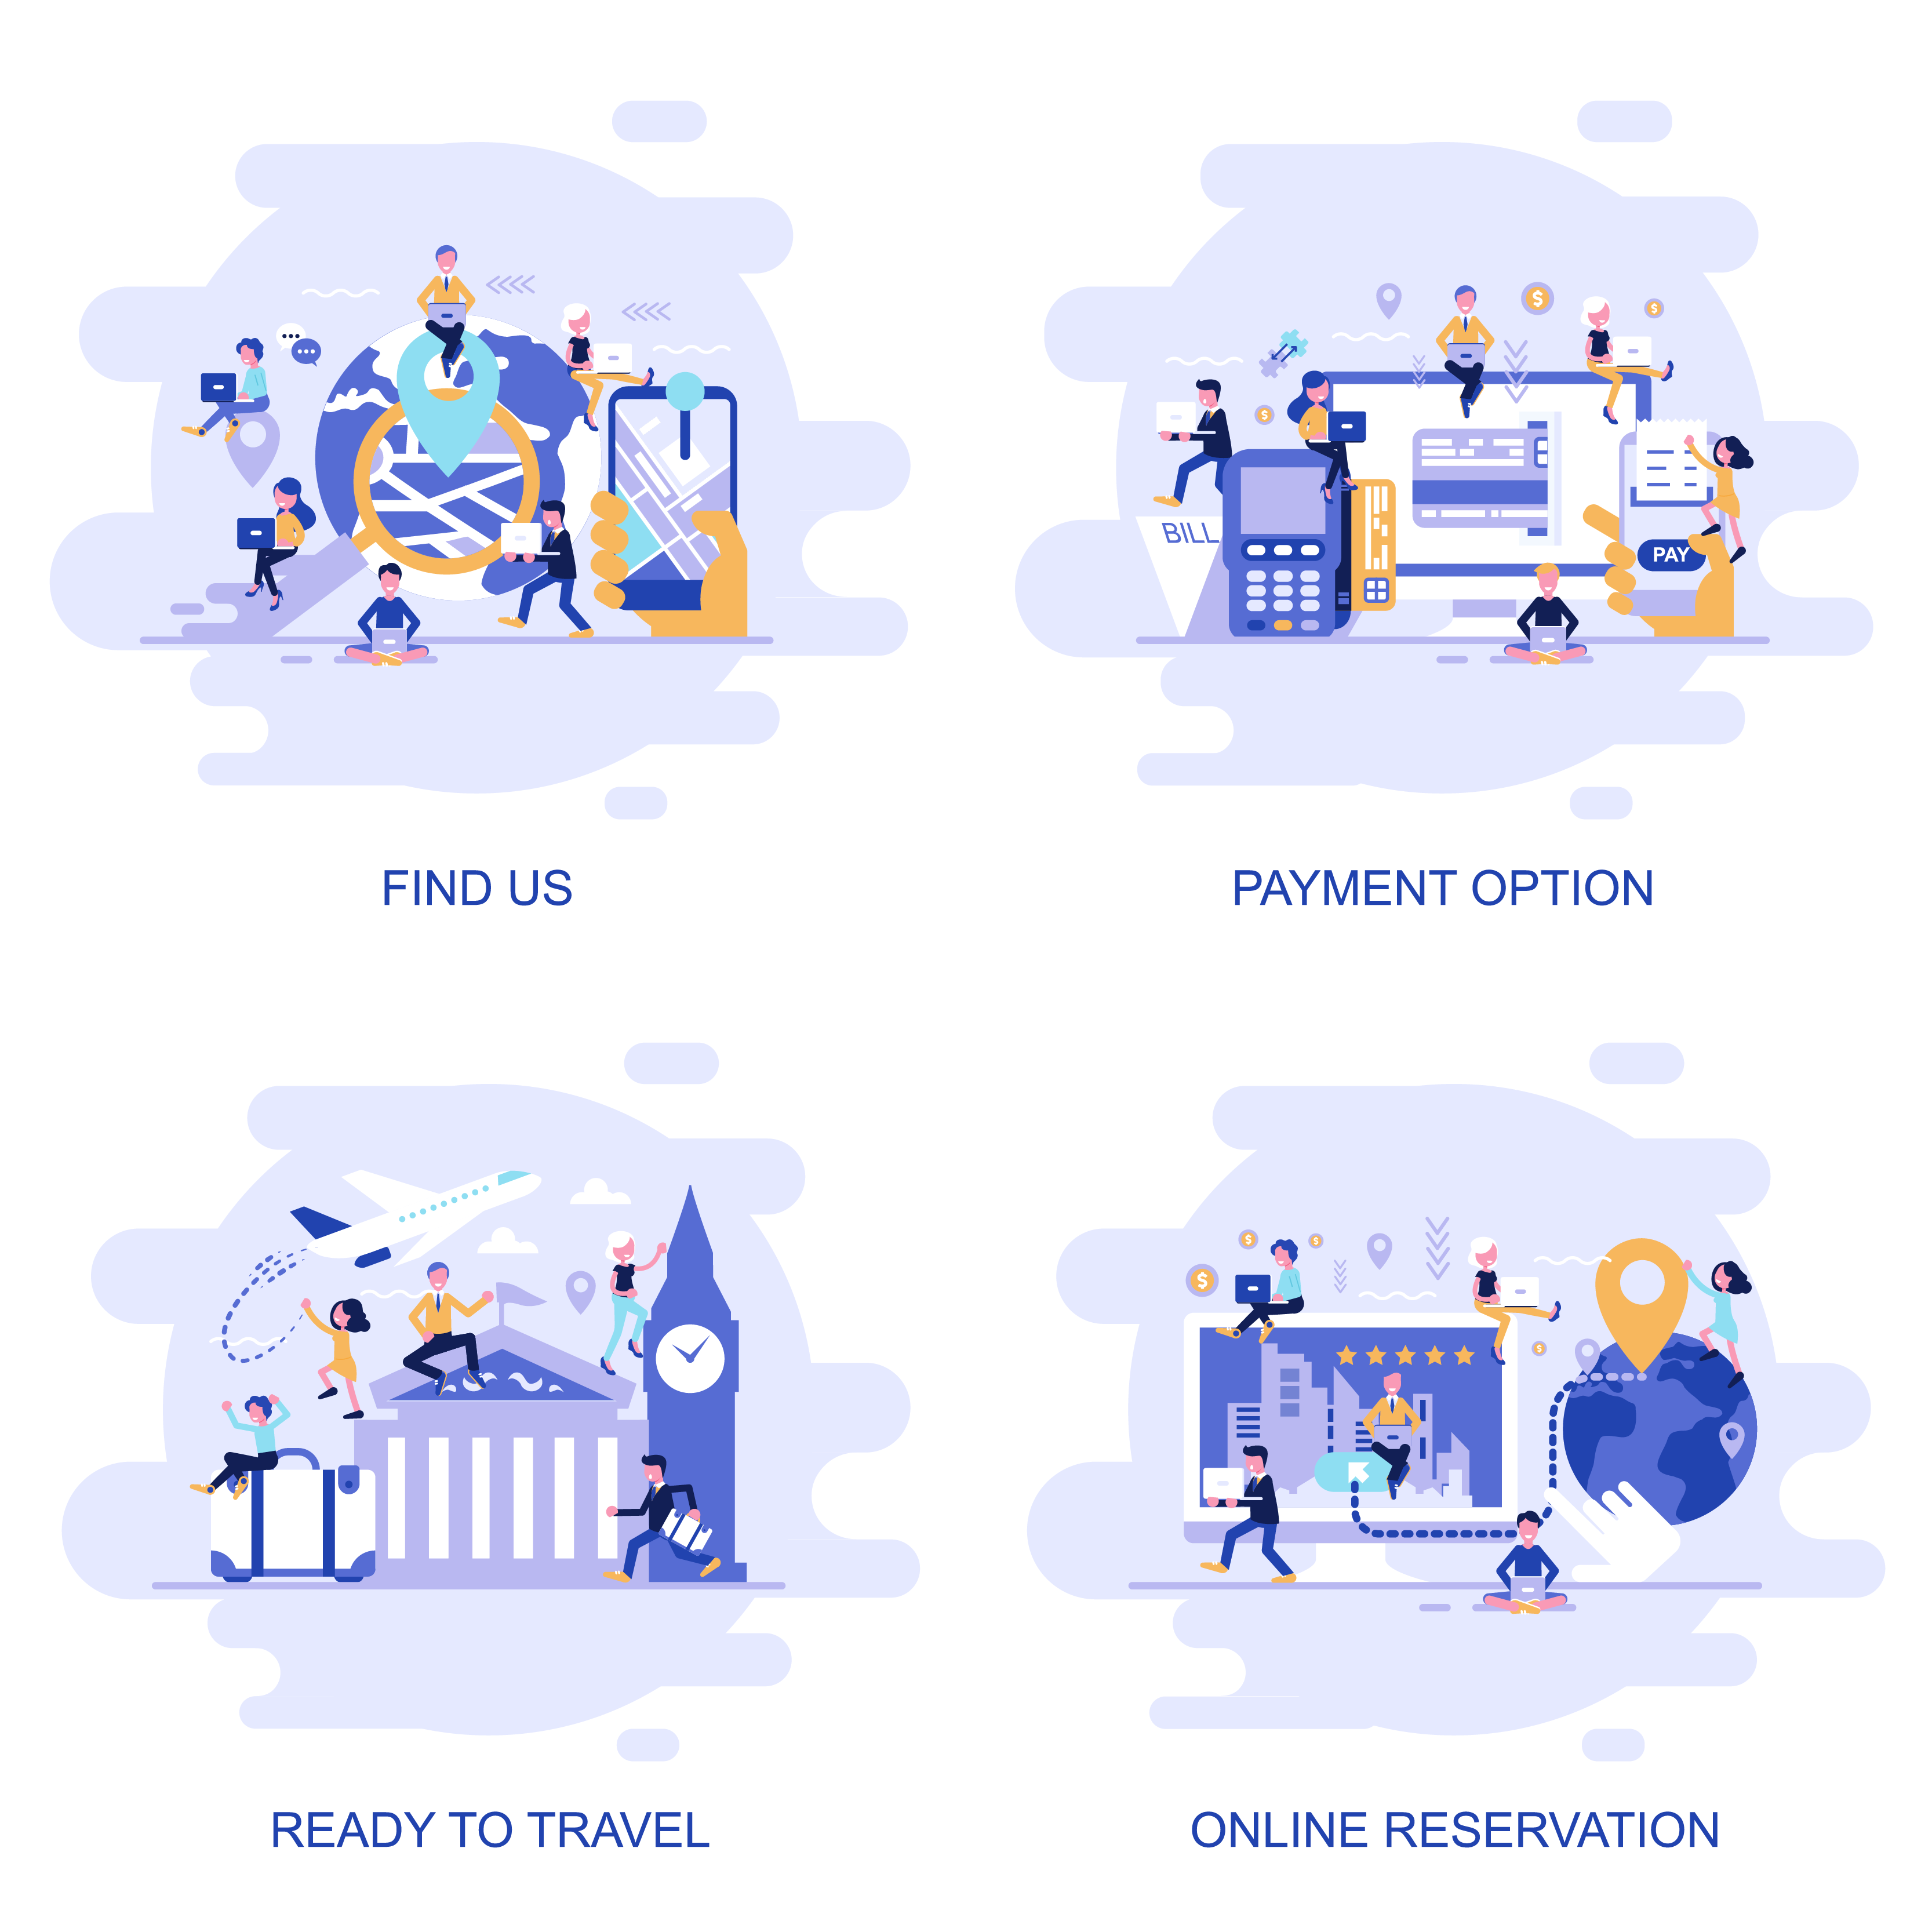 FIND US
$
$
$
BILL
PAY
PAYMENT OPTION
READY TO TRAVEL
$
$
$
$
ONLINE RESERVATION